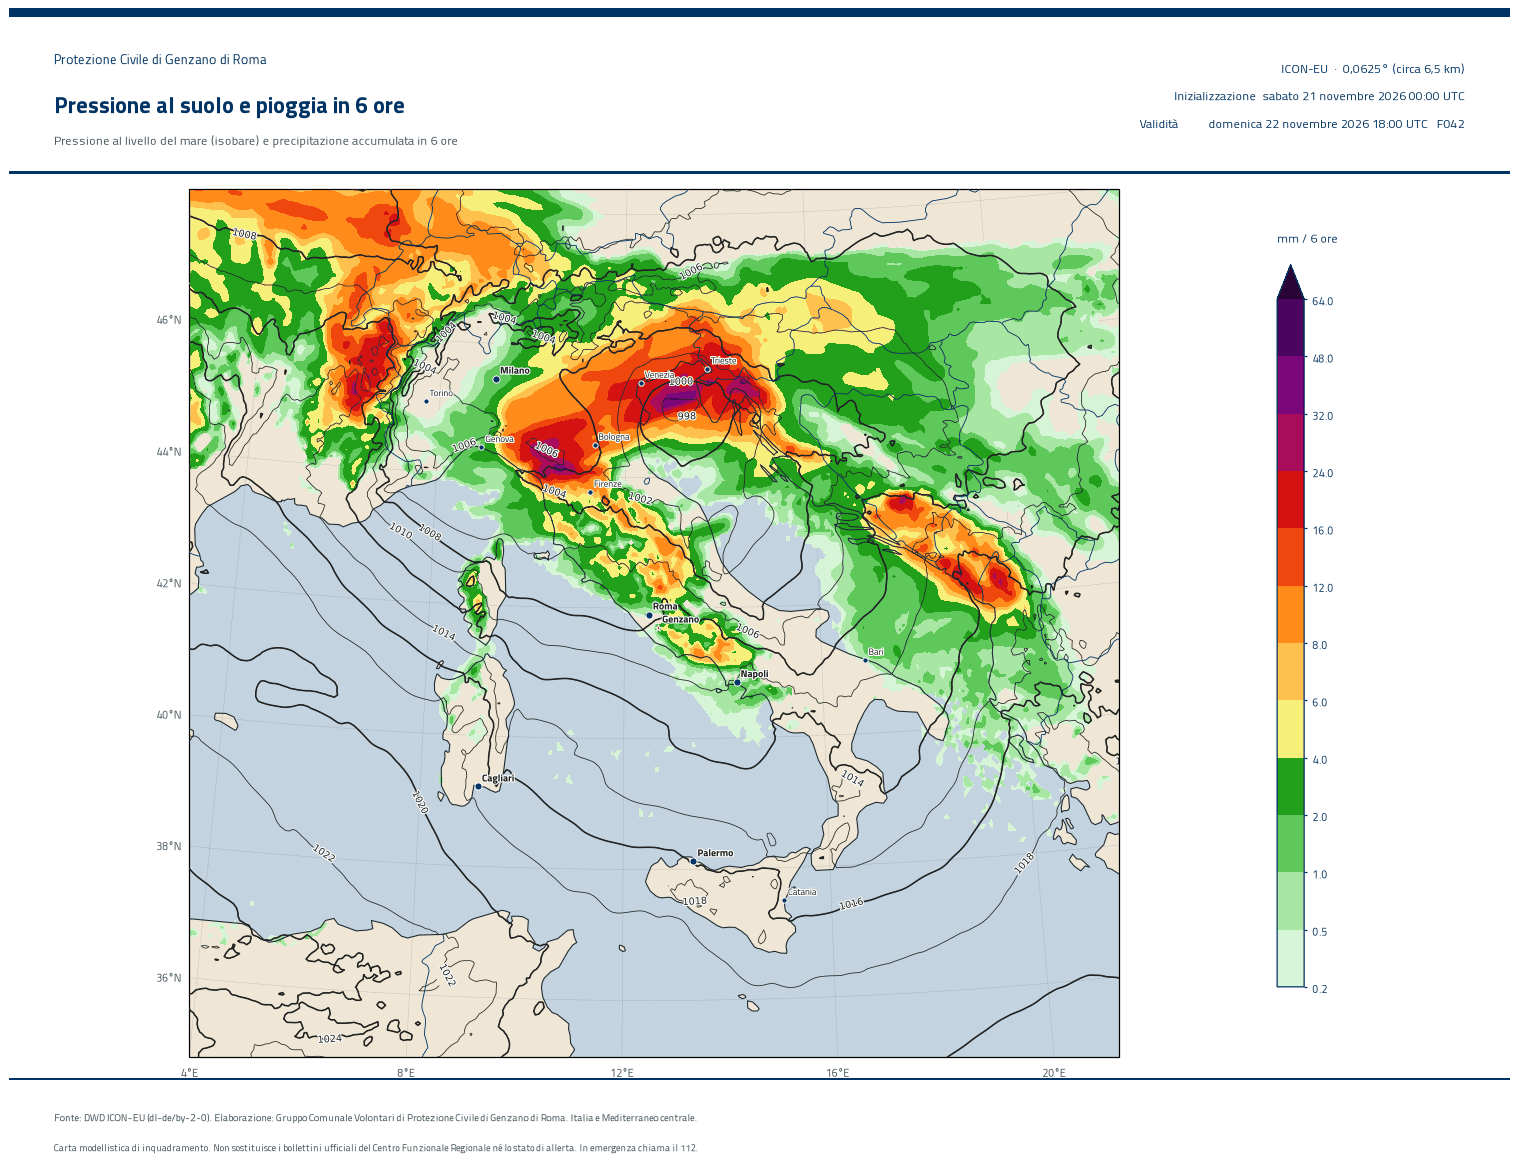 Protezione Civile di Genzano di Roma
Pressione al suolo e pioggia in 6 ore
Pressione al livello del mare (isobare) e precipitazione accumulata in 6 ore
ICON-EU · 0,0625° (circa 6,5 km)
Inizializzazione sabato 21 novembre 2026 00:00 UTC
Validità domenica 22 novembre 2026 18:00 UTC F042
mm / 6 ore
64.0
48.0
32.0
24.0
16.0
12.0
8.0
6.0
4.0
2.0
1.0
0.5
0.2
46°N
44°N
42°N
40°N
38°N
36°N
4°E
8°E
12°E
16°E
20°E
1008
1006
1004
1004
1004
1004
Milano
Torino
Venezia
Trieste
1000
998
1006
Genova
1006
Bologna
1004
Firenze
1002
1010
1008
1014
Roma
Genzano
1006
Bari
Napoli
Cagliari
1020
1014
1022
Palermo
1018
Catania
1016
1018
1022
1024
Fonte: DWD ICON-EU (dl-de/by-2-0). Elaborazione: Gruppo Comunale Volontari di Protezione Civile di Genzano di Roma. Italia e Mediterraneo centrale.
Carta modellistica di inquadramento. Non sostituisce i bollettini ufficiali del Centro Funzionale Regionale né lo stato di allerta. In emergenza chiama il 112.